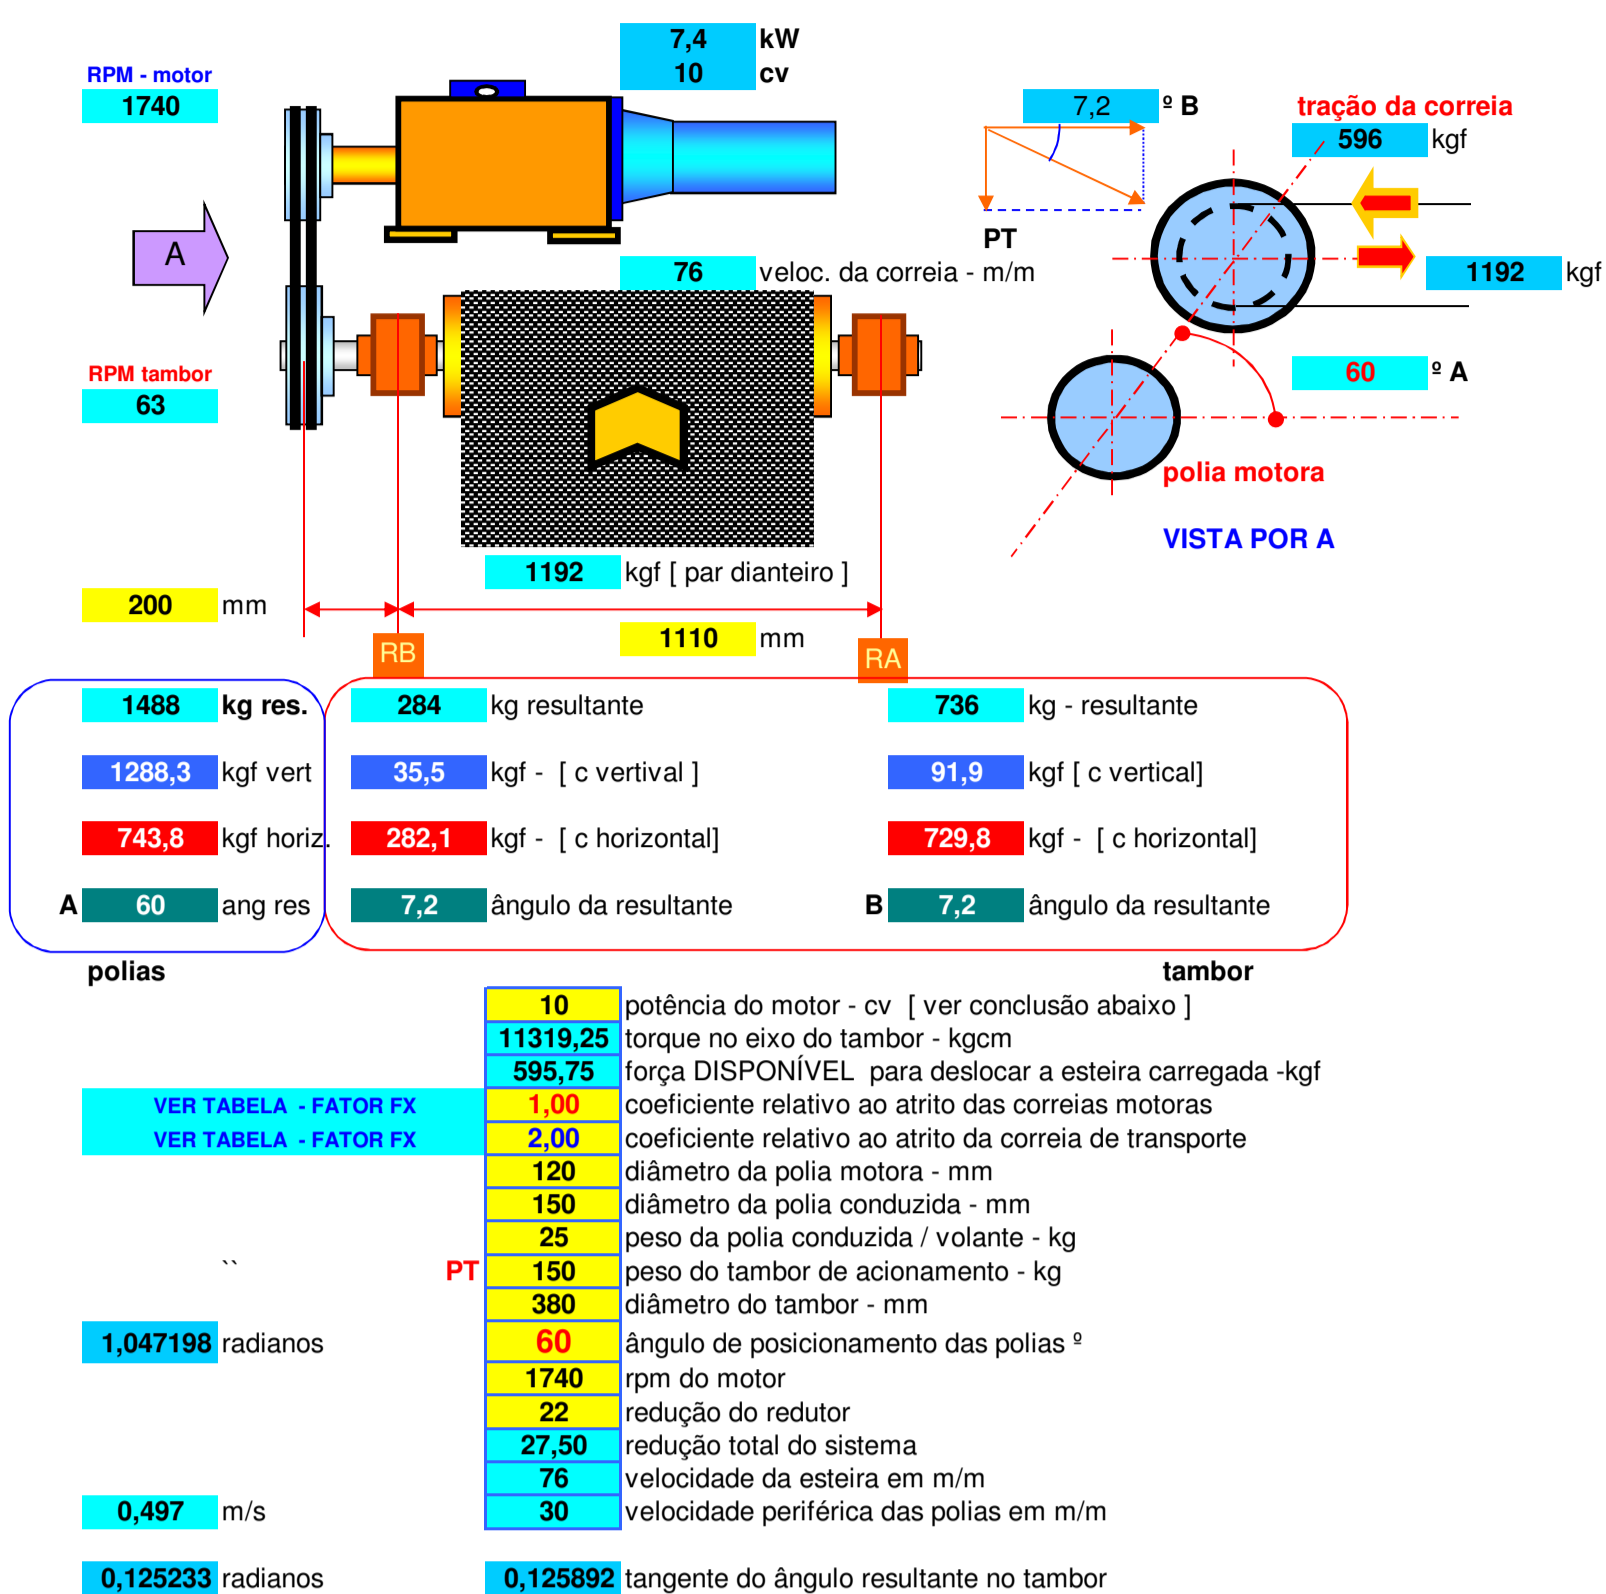 7,4 kW
RPM - motor 10 cv
1740 7,2 º B tração da correia
596 kgf
A PT
76 veloc. da correia - m/m 1192 kgf
RPM tambor 60 º A
63
polia motora
VISTA POR A
1192 kgf [ par dianteiro ]
200 mm
1110 mm
RB RA
1488 kg res. 284 kg resultante 736 kg - resultante
1288,3 kgf vert 35,5 kgf - [ c vertival ] 91,9 kgf [ c vertical]
743,8 kgf horiz. 282,1 kgf - [ c horizontal] 729,8 kgf - [ c horizontal]
A 60 ang res 7,2 ângulo da resultante B 7,2 ângulo da resultante
polias tambor
10 potência do motor - cv [ ver conclusão abaixo ]
11319,25 torque no eixo do tambor - kgcm
595,75 força DISPONÍVEL para deslocar a esteira carregada -kgf
VER TABELA - FATOR FX 1,00 coeficiente relativo ao atrito das correias motoras
VER TABELA - FATOR FX 2,00 coeficiente relativo ao atrito da correia de transporte
120 diâmetro da polia motora - mm
150 diâmetro da polia conduzida - mm
25 peso da polia conduzida / volante - kg
`` PT 150 peso do tambor de acionamento - kg
380 diâmetro do tambor - mm
1,047198 radianos 60 ângulo de posicionamento das polias º
1740 rpm do motor
22 redução do redutor
27,50 redução total do sistema
76 velocidade da esteira em m/m
0,497 m/s 30 velocidade periférica das polias em m/m
0,125233 radianos 0,125892 tangente do ângulo resultante no tambor